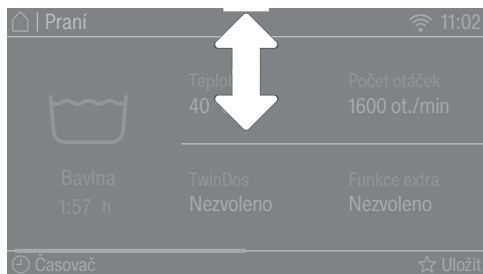 | Praní 11:02
Teplot
Počet otáček
40
1600 ot./min
Bavlna
1:57 h
TwinDos
Funkce extra
Nezvoleno
Nezvoleno
Časovač
Uložit